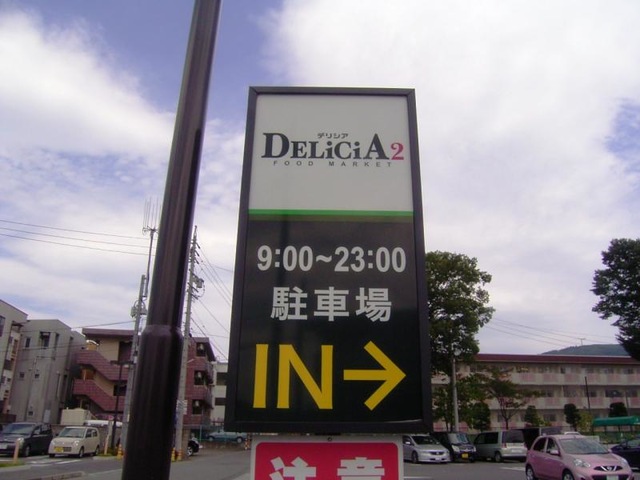 デリシア
DELiCiA2
FOOD MARKET
9:00~23:00
駐車場
IN→
注意